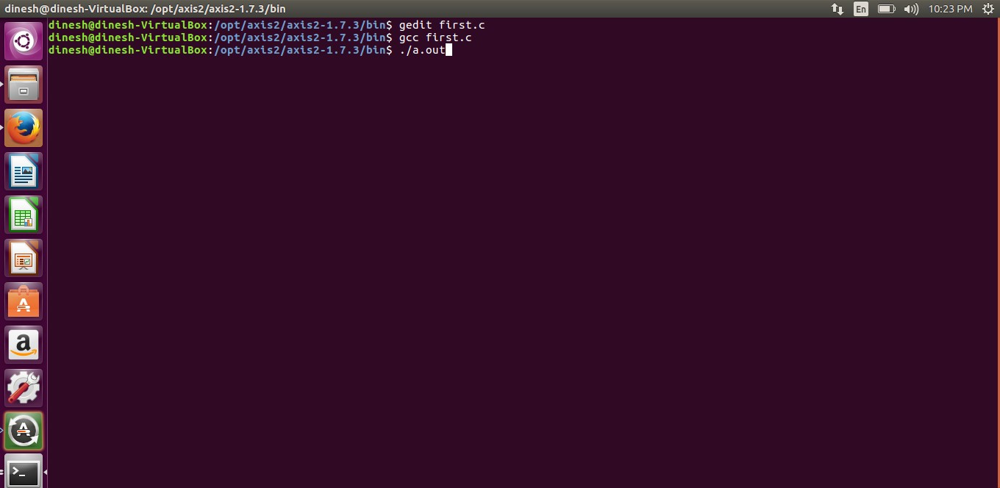 dinesh@dinesh-VirtualBox: /opt/axis2/axis2-1.7.3/bin
En
10:23 PM
dinesh@dinesh-VirtualBox:/opt/axis2/axis2-1.7.3/bin$ gedit first.c
dinesh@dinesh-VirtualBox:/opt/axis2/axis2-1.7.3/bin$ gcc first.c
dinesh@dinesh-VirtualBox:/opt/axis2/axis2-1.7.3/bin$ ./a.out